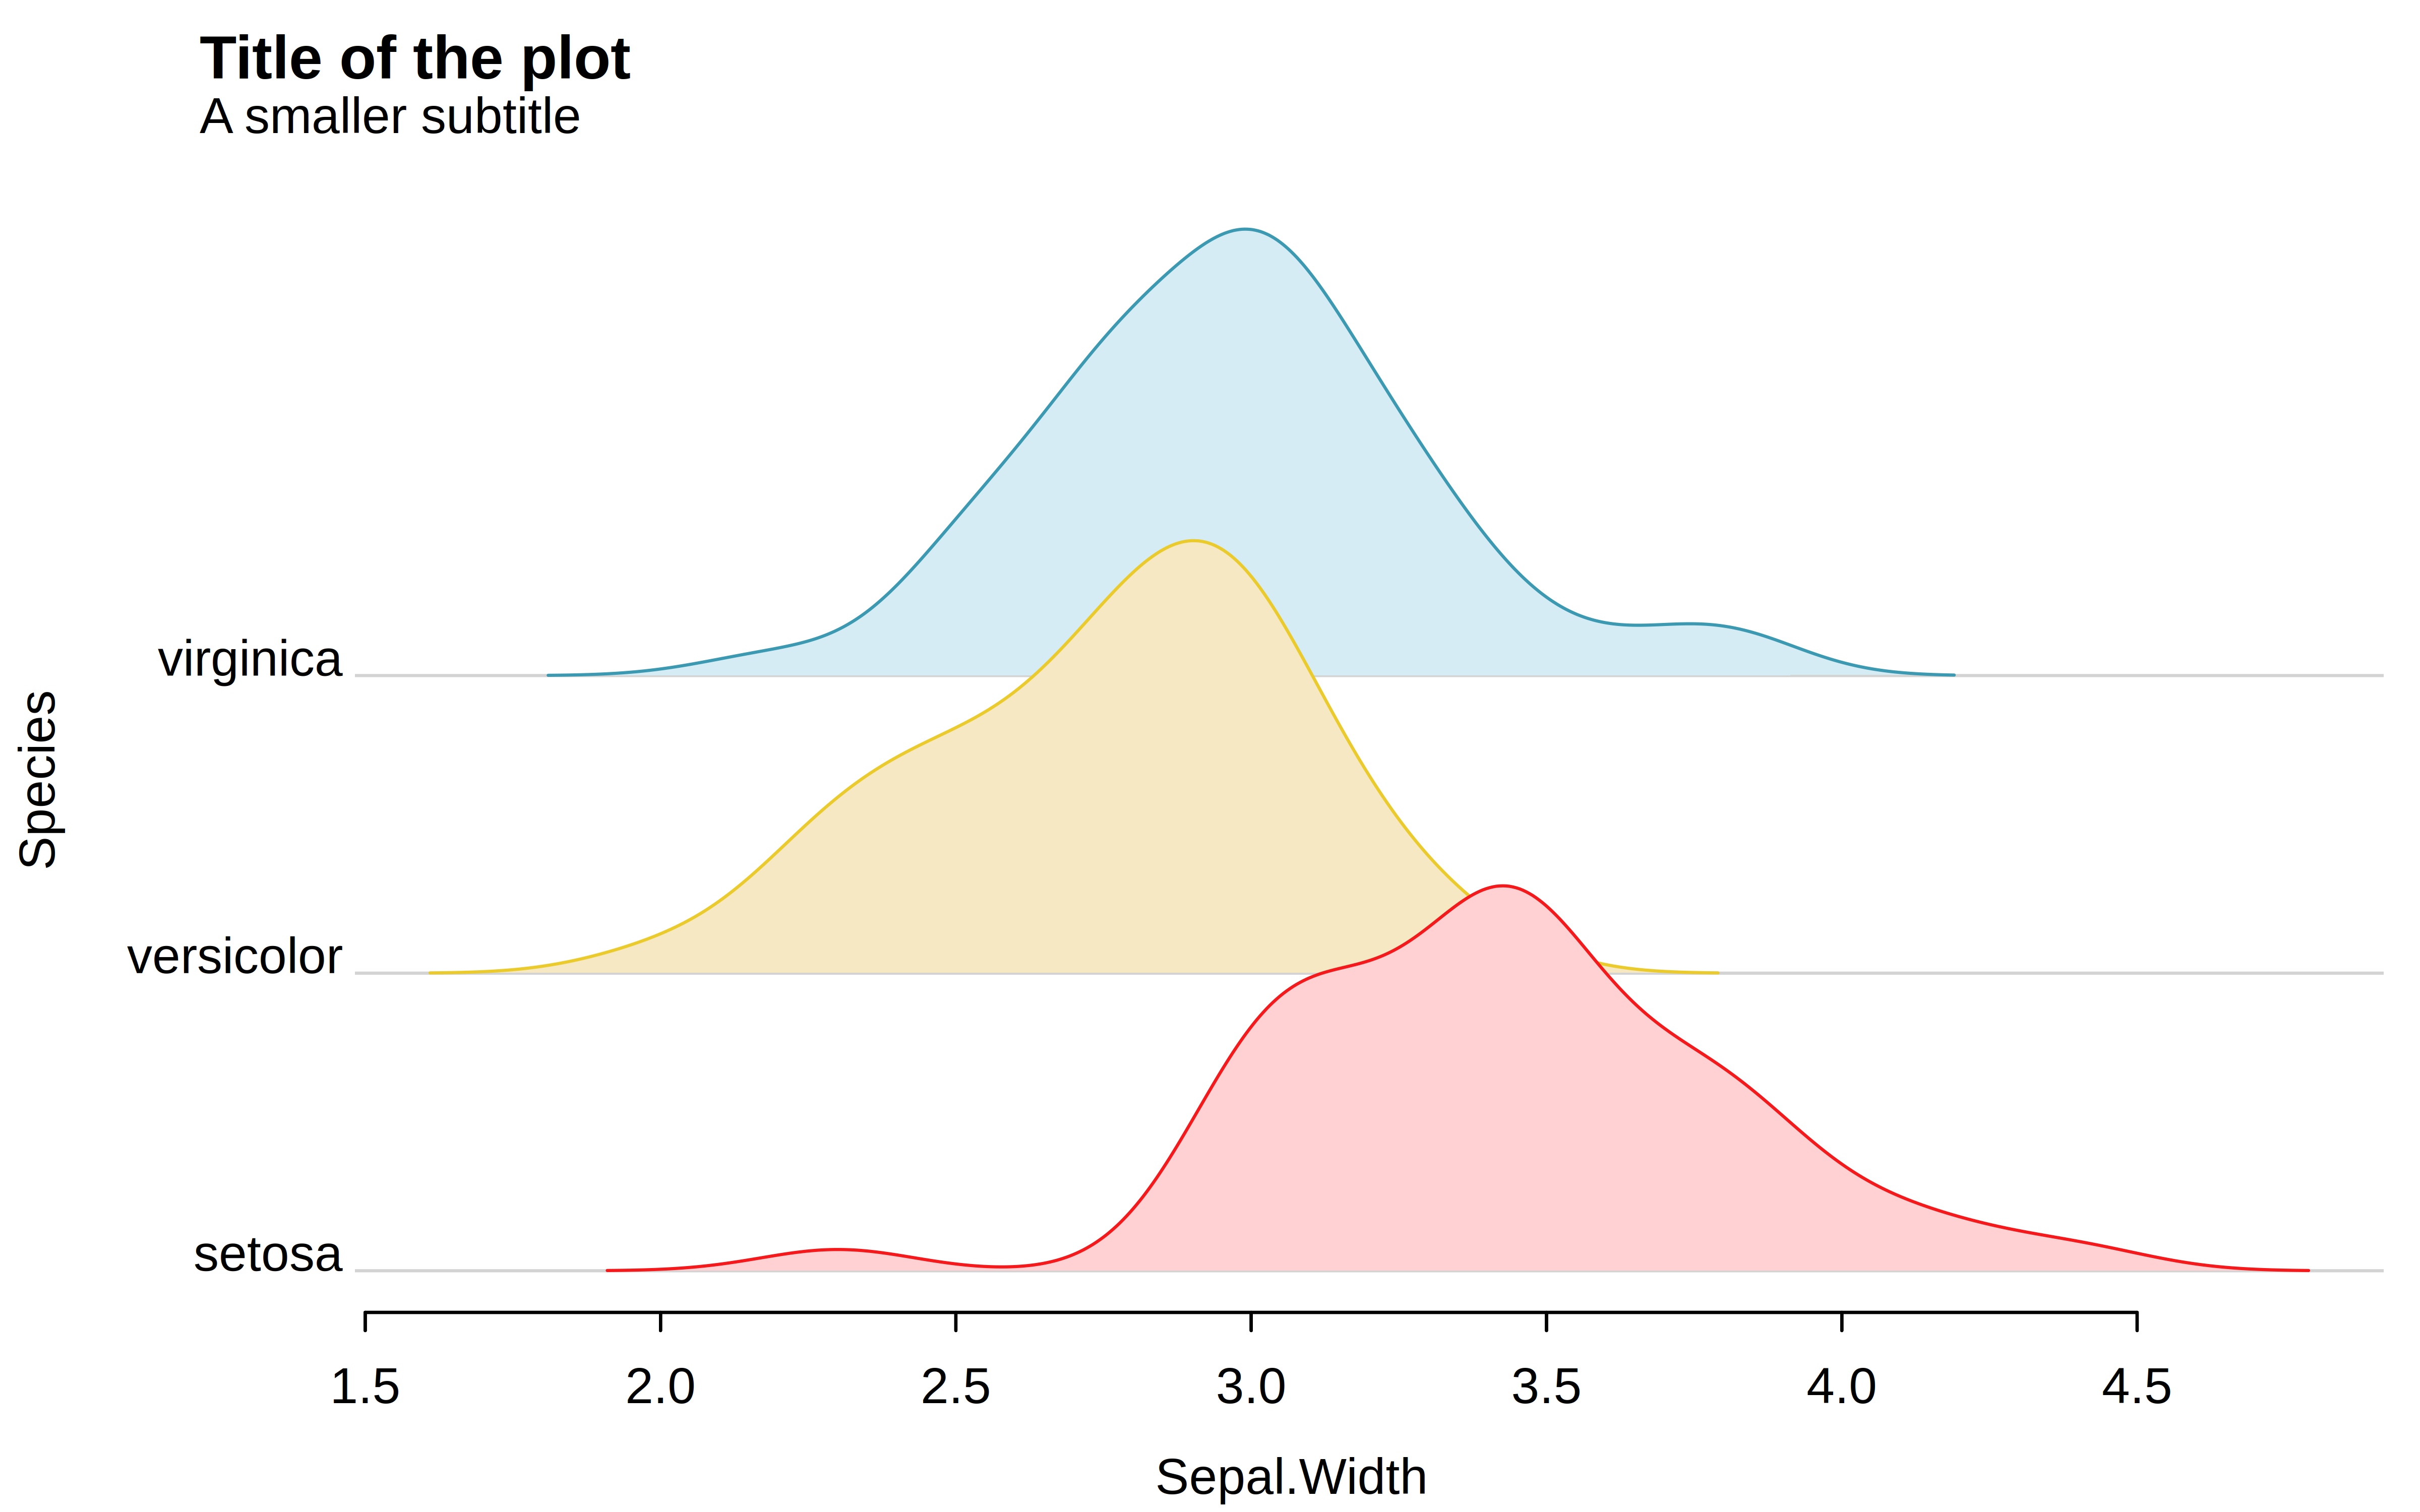 Title of the plot
A smaller subtitle
virginica
Species
versicolor
setosa
1.5 2.0 2.5 3.0 3.5 4.0 4.5
Sepal.Width